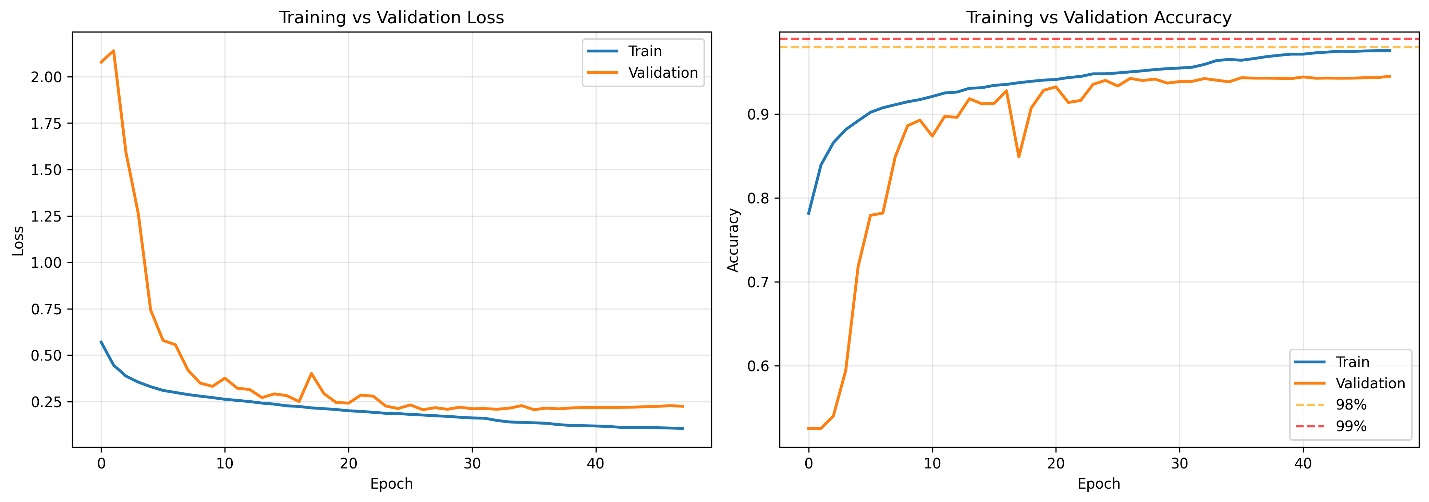 Training vs Validation Loss
Train
Validation
2.00
1.75
1.50
1.25
1.00
0.75
0.50
0.25
Loss
0
10
20
30
40
Epoch
Training vs Validation Accuracy
0.9
0.8
0.7
0.6
Accuracy
Train
Validation
98%
99%
0
10
20
30
40
Epoch